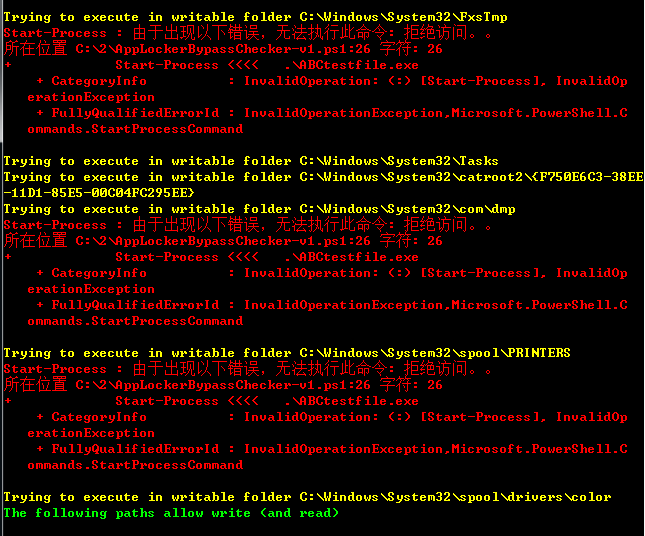 Trying to execute in writable folder C:\Windows\System32\FxsTmp
Start-Process : 由于出现以下错误，无法执行此命令: 拒绝访问。。
所在位置 C:\2\AppLockerBypassChecker-v1.ps1:26 字符: 26
+             Start-Process <<<<   .\ABCtestfile.exe
    + CategoryInfo          : InvalidOperation: (:) [Start-Process], InvalidOp
   erationException
    + FullyQualifiedErrorId : InvalidOperationException,Microsoft.PowerShell.C
   ommands.StartProcessCommand
Trying to execute in writable folder C:\Windows\System32\Tasks
Trying to execute in writable folder C:\Windows\System32\catroot2\{F750E6C3-38EE
-11D1-85E5-00C04FC295EE}
Trying to execute in writable folder C:\Windows\System32\com\dmp
Start-Process : 由于出现以下错误，无法执行此命令: 拒绝访问。。
所在位置 C:\2\AppLockerBypassChecker-v1.ps1:26 字符: 26
+             Start-Process <<<<   .\ABCtestfile.exe
    + CategoryInfo          : InvalidOperation: (:) [Start-Process], InvalidOp
   erationException
    + FullyQualifiedErrorId : InvalidOperationException,Microsoft.PowerShell.C
   ommands.StartProcessCommand
Trying to execute in writable folder C:\Windows\System32\spool\PRINTERS
Start-Process : 由于出现以下错误，无法执行此命令: 拒绝访问。。
所在位置 C:\2\AppLockerBypassChecker-v1.ps1:26 字符: 26
+             Start-Process <<<<   .\ABCtestfile.exe
    + CategoryInfo          : InvalidOperation: (:) [Start-Process], InvalidOp
   erationException
    + FullyQualifiedErrorId : InvalidOperationException,Microsoft.PowerShell.C
   ommands.StartProcessCommand
Trying to execute in writable folder C:\Windows\System32\spool\drivers\color
The following paths allow write (and read)